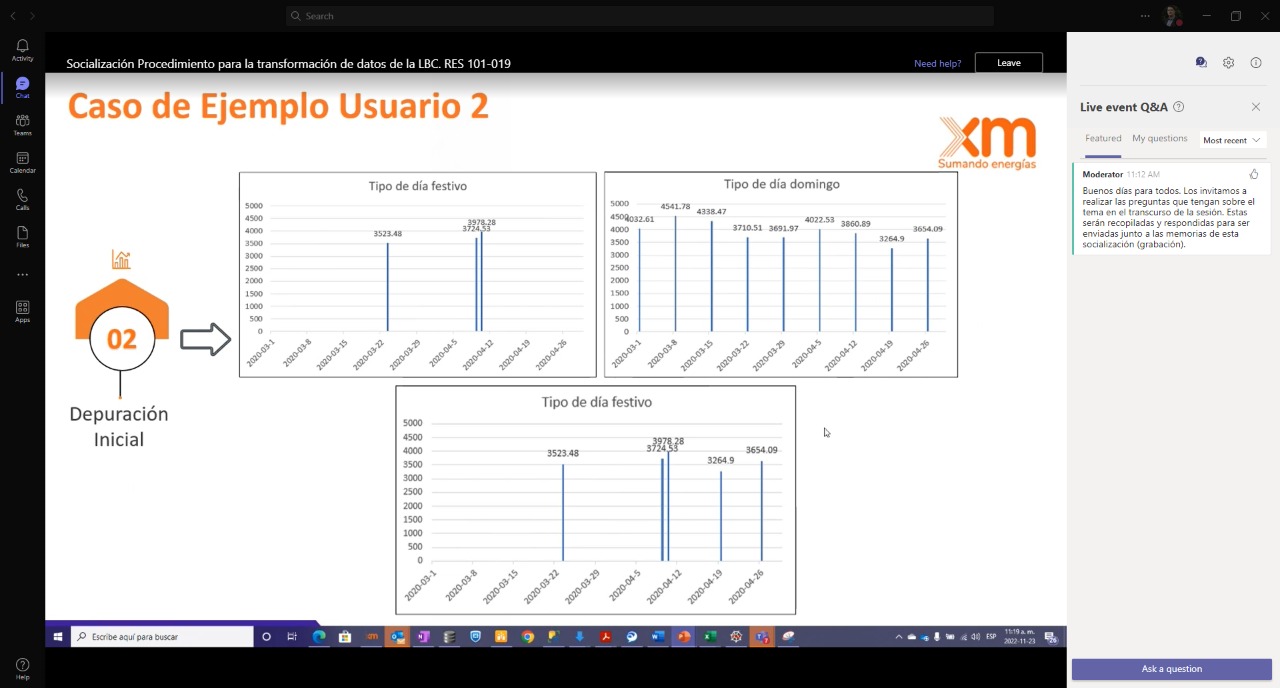 Search
Activity
Chat
Teams
Calendar
Calls
Files
Apps
Help
Socialización Procedimiento para la transformación de datos de la LBC. RES 101-019
Need help?
Leave
Caso de Ejemplo Usuario 2
xm
Sumando energías
02
Depuración
Inicial
Tipo de día festivo
5000
4500
4000
3500
3000
2500
2000
1500
1000
500
0
3523.48
3978.28
3724.53
2020-03-1
2020-03-8
2020-03-15
2020-03-22
2020-03-29
2020-04-5
2020-04-12
2020-04-19
2020-04-26
Tipo de día domingo
5000
4500
4000
3500
3000
2500
2000
1500
1000
500
0
4032.61
4541.78
4338.47
3710.51
3691.97
4022.53
3860.89
3264.9
3654.09
2020-03-1
2020-03-8
2020-03-15
2020-03-22
2020-03-29
2020-04-5
2020-04-12
2020-04-19
2020-04-26
Tipo de día festivo
5000
4500
4000
3500
3000
2500
2000
1500
1000
500
0
3523.48
3978.28
3724.53
3264.9
3654.09
2020-03-1
2020-03-8
2020-03-15
2020-03-22
2020-03-29
2020-04-5
2020-04-12
2020-04-19
2020-04-26
Escribe aquí para buscar
ESP
11:19 a. m.
2022-11-23
Live event Q&A
Featured
My questions
Most recent
Moderator 11:12 AM
Buenos días para todos. Los invitamos a
realizar las preguntas que tengan sobre el
tema en el transcurso de la sesión. Estas
serán recopiladas y respondidas para ser
enviadas junto a las memorias de esta
socialización (grabación).
Ask a question